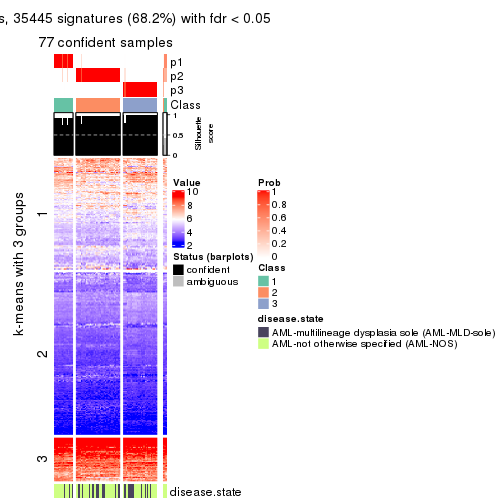 s, 35445 signatures (68.2%) with fdr < 0.05
77 confident samples
p1
p2
p3
Class
1
0.5
0
Silhouette
score
k-means with 3 groups
1
2
3
disease.state
Value
10
8
6
4
2
Status (barplots)
confident
ambiguous
Prob
1
0.8
0.6
0.4
0.2
0
Class
1
2
3
disease.state
AML-multilineage dysplasia sole (AML-MLD-sole)
AML-not otherwise specified (AML-NOS)